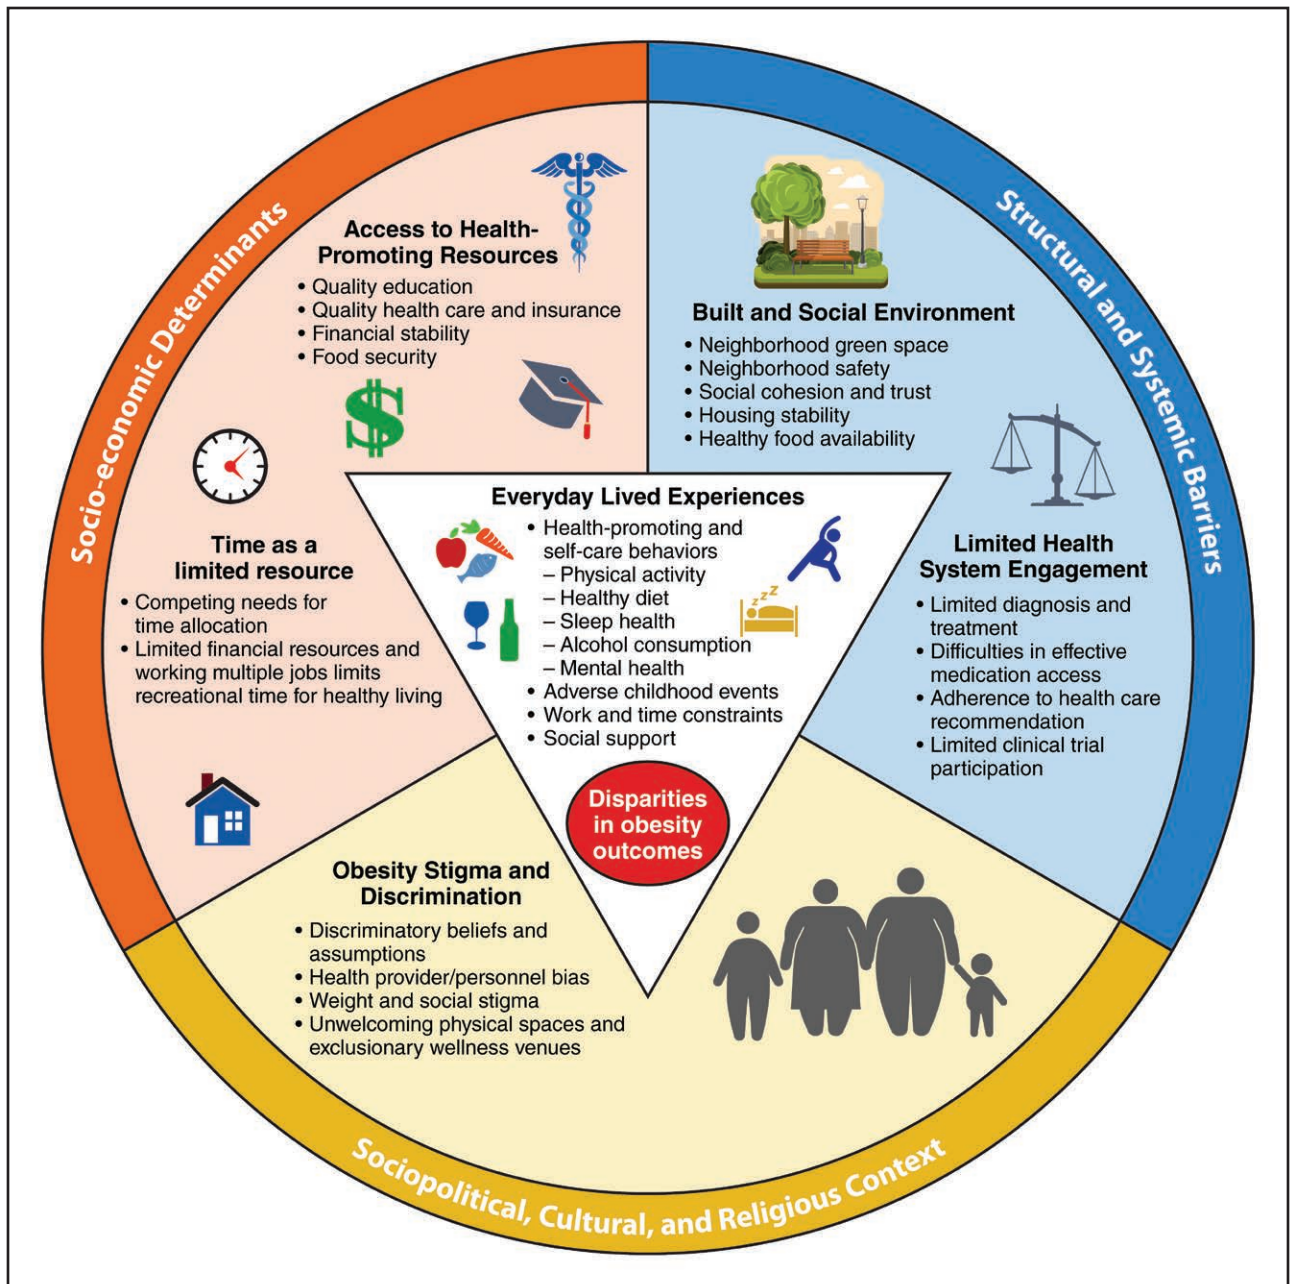 Socio-economic Determinants
Structural and Systemic Barriers
Sociopolitical, Cultural, and Religious Context
Access to Health-
Promoting Resources
• Quality education
• Quality health care and insurance
• Financial stability
• Food security
Time as a
limited resource
• Competing needs for
time allocation
• Limited financial resources and
working multiple jobs limits
recreational time for healthy living
Built and Social Environment
• Neighborhood green space
• Neighborhood safety
• Social cohesion and trust
• Housing stability
• Healthy food availability
Limited Health
System Engagement
• Limited diagnosis and
treatment
• Difficulties in effective
medication access
• Adherence to health care
recommendation
• Limited clinical trial
participation
Everyday Lived Experiences
• Health-promoting and
self-care behaviors
– Physical activity
– Healthy diet
– Sleep health
– Alcohol consumption
– Mental health
• Adverse childhood events
• Work and time constraints
• Social support
z z z
Disparities
in obesity
outcomes
Obesity Stigma and
Discrimination
• Discriminatory beliefs and
assumptions
• Health provider/personnel bias
• Weight and social stigma
• Unwelcoming physical spaces and
exclusionary wellness venues